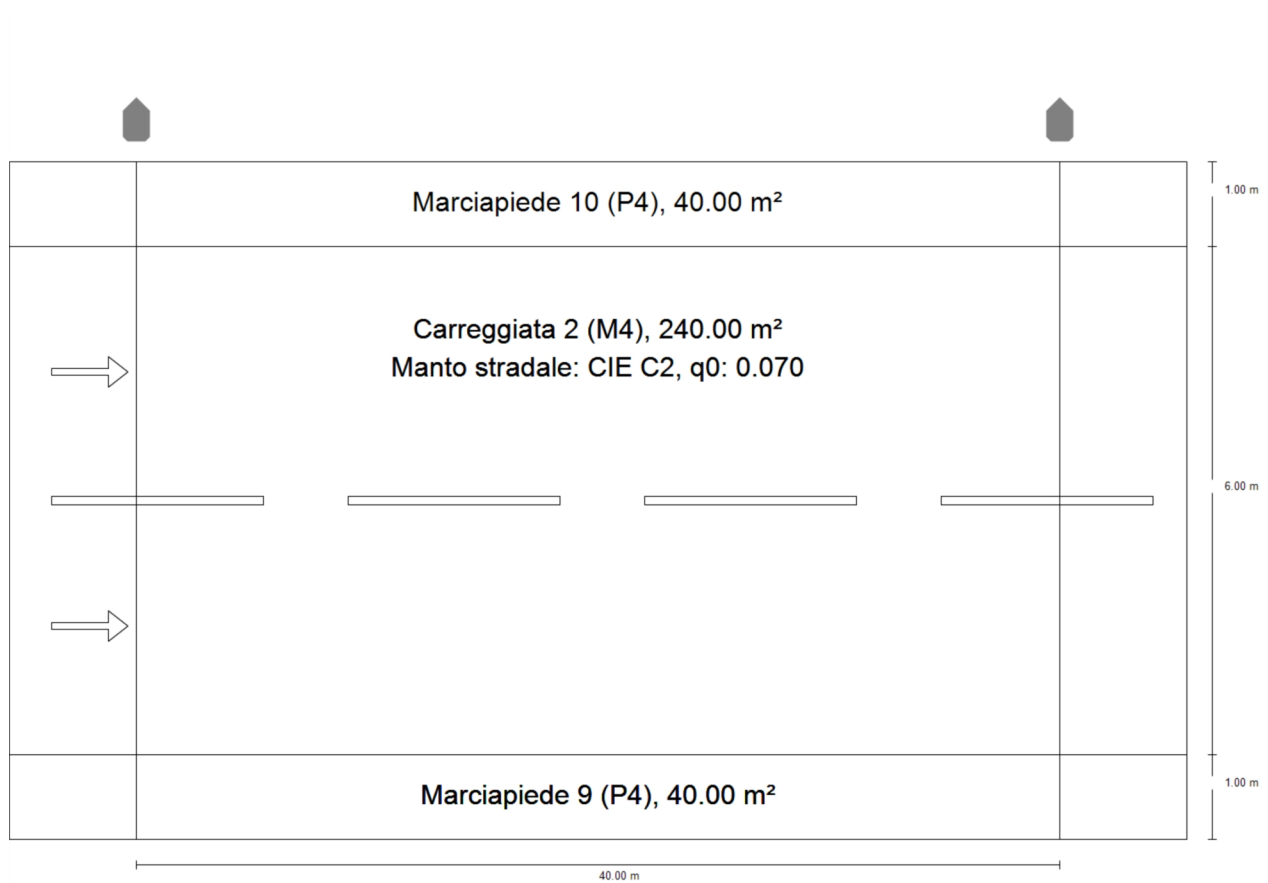 Marciapiede 10 (P4), 40.00 m²
1.00 m
Carreggiata 2 (M4), 240.00 m²
Manto stradale: CIE C2, q0: 0.070
6.00 m
Marciapiede 9 (P4), 40.00 m²
1.00 m
40.00 m